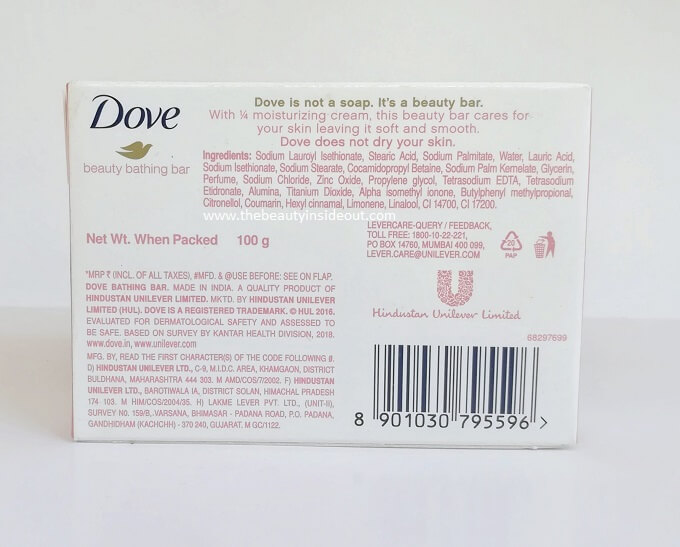 Dove
beauty bathing bar
Dove is not a soap. It's a beauty bar.
With ¼ moisturizing cream, this beauty bar cares for
your skin leaving it soft and smooth.
Dove does not dry your skin.
Ingredients: Sodium Lauroyl Isethionate, Stearic Acid, Sodium Palmitate, Water, Lauric Acid,
Sodium Isethionate, Sodium Stearate, Cocamidopropyl Betaine, Sodium Palm Kernelate, Glycerin,
Perfume, Sodium Chloride, Zinc Oxide, Propylene glycol, Tetrasodium EDTA, Tetrasodium
Etidronate, Alumina, Titanium Dioxide, Alpha isomethyl ionone, Butylphenyl methylpropional,
Citronellol, Coumarin, Hexyl cinnamal, Limonene, Linalool, CI 14700, CI 17200.
www.thebeautyinsideout.com
Net Wt. When Packed 100 g
LEVERCARE-QUERY / FEEDBACK,
TOLL FREE: 1800-10-22-221,
PO BOX 14760, MUMBAI 400 099,
LEVER.CARE@UNILEVER.COM
20
PAP
*MRP ₹ (INCL. OF ALL TAXES), #MFD. & @USE BEFORE: SEE ON FLAP.
DOVE BATHING BAR. MADE IN INDIA. A QUALITY PRODUCT OF
HINDUSTAN UNILEVER LIMITED. MKTD. BY HINDUSTAN UNILEVER
LIMITED (HUL). DOVE IS A REGISTERED TRADEMARK. © HUL 2016.
EVALUATED FOR DERMATOLOGICAL SAFETY AND ASSESSED TO
BE SAFE. BASED ON SURVEY BY KANTAR HEALTH DIVISION, 2018.
www.dove.in, www.unilever.com
Hindustan Unilever Limited
68297699
MFG. BY, READ THE FIRST CHARACTER(S) OF THE CODE FOLLOWING #.
D) HINDUSTAN UNILEVER LTD., C-9, M.I.D.C. AREA, KHAMGAON, DISTRICT
BULDHANA, MAHARASHTRA 444 303. M AMD/COS/7/2002. F) HINDUSTAN
UNILEVER LTD., BAROTIWALA IA, DISTRICT SOLAN, HIMACHAL PRADESH
174 103. M HIM/COS/2004/35. H) LAKME LEVER PVT. LTD., (UNIT-II),
SURVEY No. 159/B,.VARSANA, BHIMASAR - PADANA ROAD, P.O. PADANA,
GANDHIDHAM (KACHCHH) - 370 240, GUJARAT. M GC/1122.
8 901030 795596 >